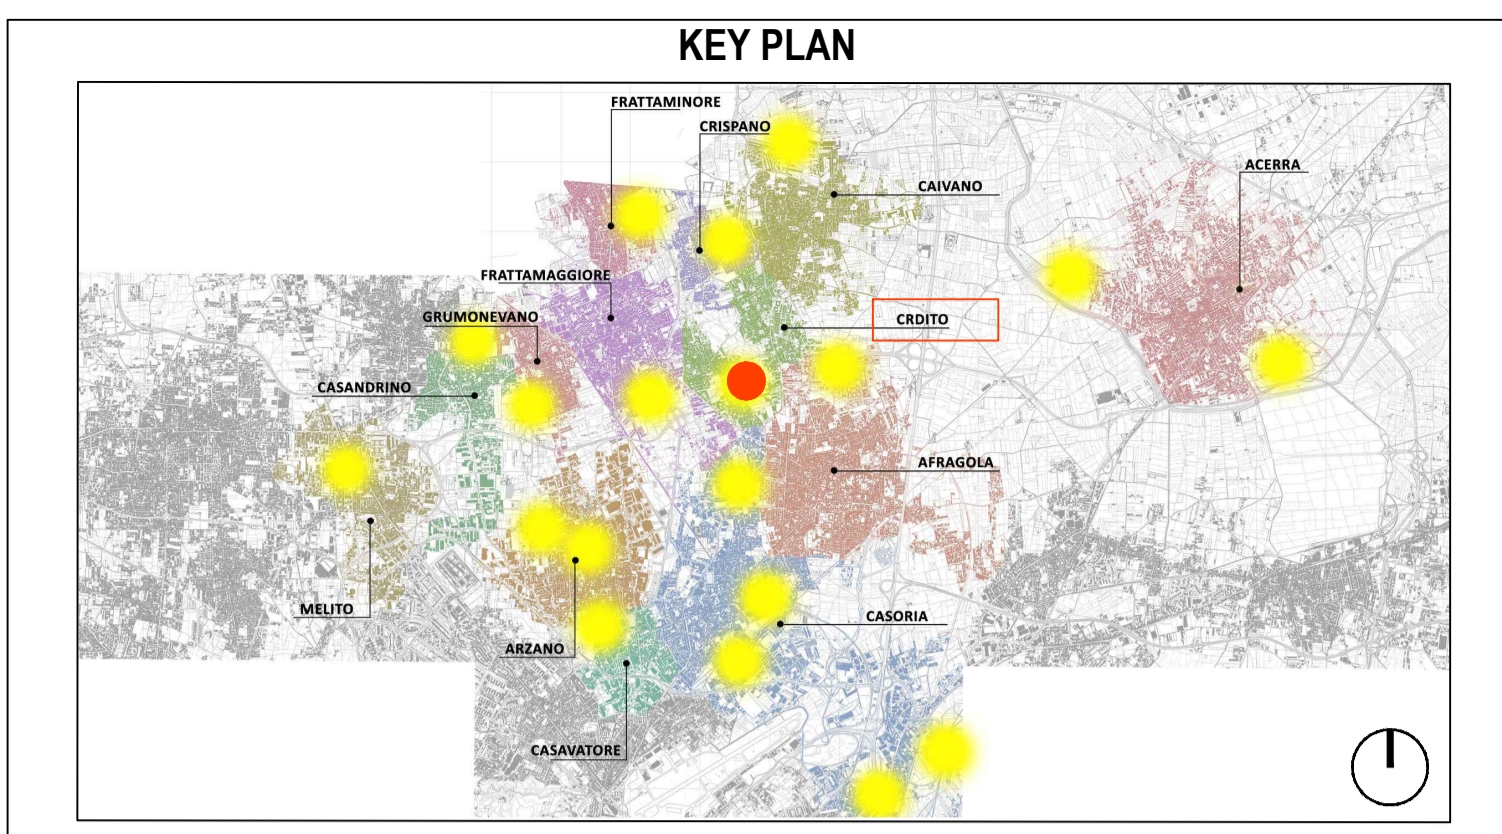 KEY PLAN
FRATTAMINORE
CRISPANO
ACERRA
CAIVANO
FRATTAMAGGIORE
GRUMONEVANO
CRDITO
CASANDRINO
AFRAGOLA
MELITO
CASORIA
ARZANO
CASAVATORE